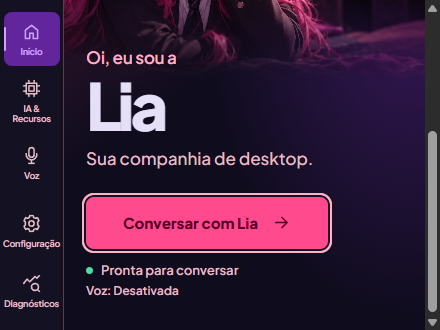 Início
IA &
Recursos
Voz
Configuração
Diagnósticos
Oi, eu sou a
Lia
Sua companhia de desktop.
Conversar com Lia
Pronta para conversar
Voz: Desativada